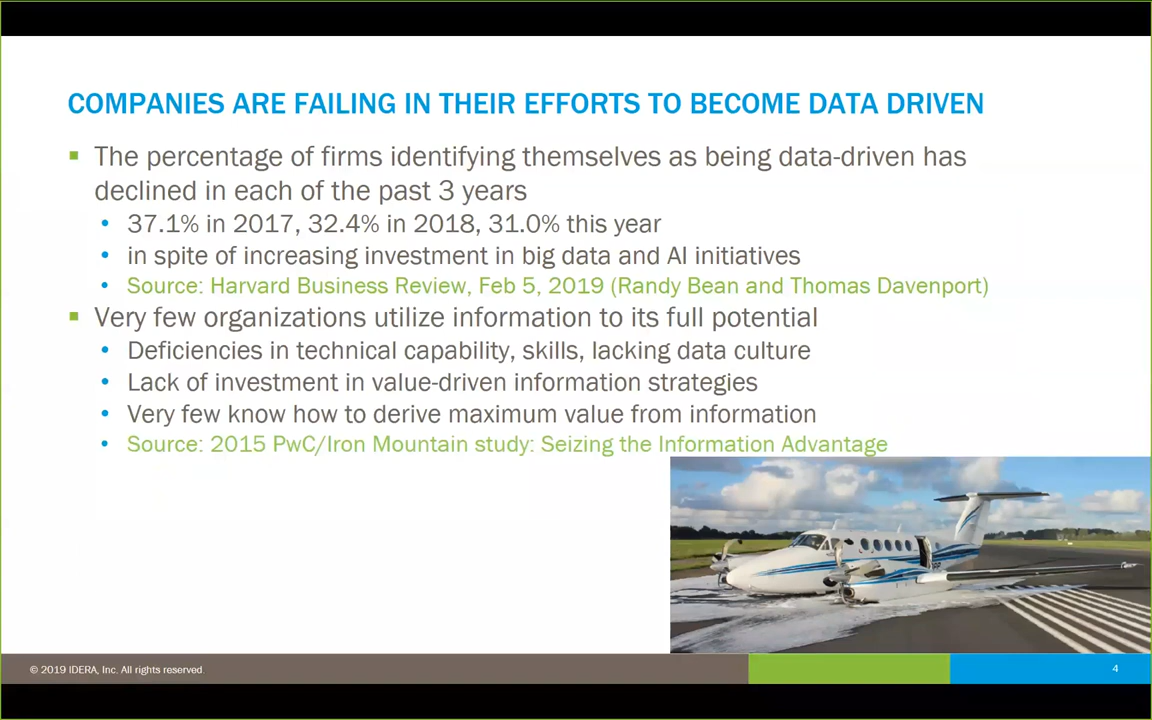 COMPANIES ARE FAILING IN THEIR EFFORTS TO BECOME DATA DRIVEN
The percentage of firms identifying themselves as being data-driven has
declined in each of the past 3 years
37.1% in 2017, 32.4% in 2018, 31.0% this year
in spite of increasing investment in big data and AI initiatives
Source: Harvard Business Review, Feb 5, 2019 (Randy Bean and Thomas Davenport)
Very few organizations utilize information to its full potential
Deficiencies in technical capability, skills, lacking data culture
Lack of investment in value-driven information strategies
Very few know how to derive maximum value from information
Source: 2015 PwC/Iron Mountain study: Seizing the Information Advantage
© 2019 IDERA, Inc. All rights reserved.
4